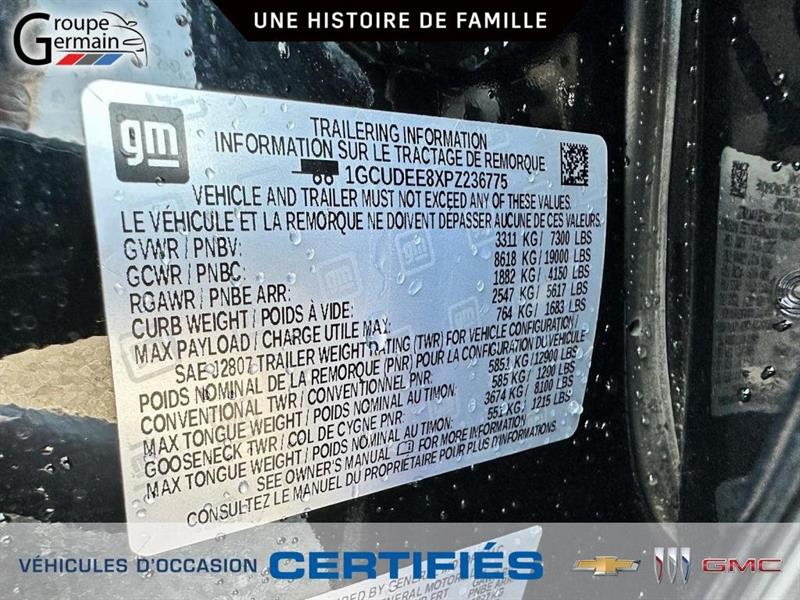 Groupe
Germain
UNE HISTOIRE DE FAMILLE
gm
TRAILERING INFORMATION
INFORMATION SUR LE TRACTAGE DE REMORQUE
1GCUDEE8XPZ236775
VEHICLE AND TRAILER MUST NOT EXCEED ANY OF THESE VALUES
LE VÉHICULE ET LA REMORQUE NE DOIVENT DÉPASSER AUCUNE DE CES VALEURS
GVWR / PNBV: 3311 KG / 7300 LBS
GCWR / PNBC: 8618 KG / 19000 LBS
RGAWR / PNBE ARR: 1882 KG / 4150 LBS
CURB WEIGHT / POIDS À VIDE: 2547 KG / 5617 LBS
MAX PAYLOAD / CHARGE UTILE MAX: 764 KG / 1683 LBS
SAE J2807 TRAILER WEIGHT RATING (TWR) FOR VEHICLE CONFIGURATION /
POIDS NOMINAL DE LA REMORQUE (PNR) POUR LA CONFIGURATION DU VÉHICULE
CONVENTIONAL TWR / CONVENTIONNEL PNR: 5851 KG / 12900 LBS
MAX TONGUE WEIGHT / POIDS NOMINAL AU TIMON: 585 KG / 1290 LBS
GOOSENECK TWR / COL DE CYGNE PNR: 3674 KG / 8100 LBS
MAX TONGUE WEIGHT / POIDS NOMINAL AU TIMON: 551 KG / 1215 LBS
SEE OWNER'S MANUAL FOR MORE INFORMATION
CONSULTEZ LE MANUEL DU PROPRIÉTAIRE POUR PLUS D'INFORMATIONS.
VÉHICULES D'OCCASION CERTIFIÉS
GMC